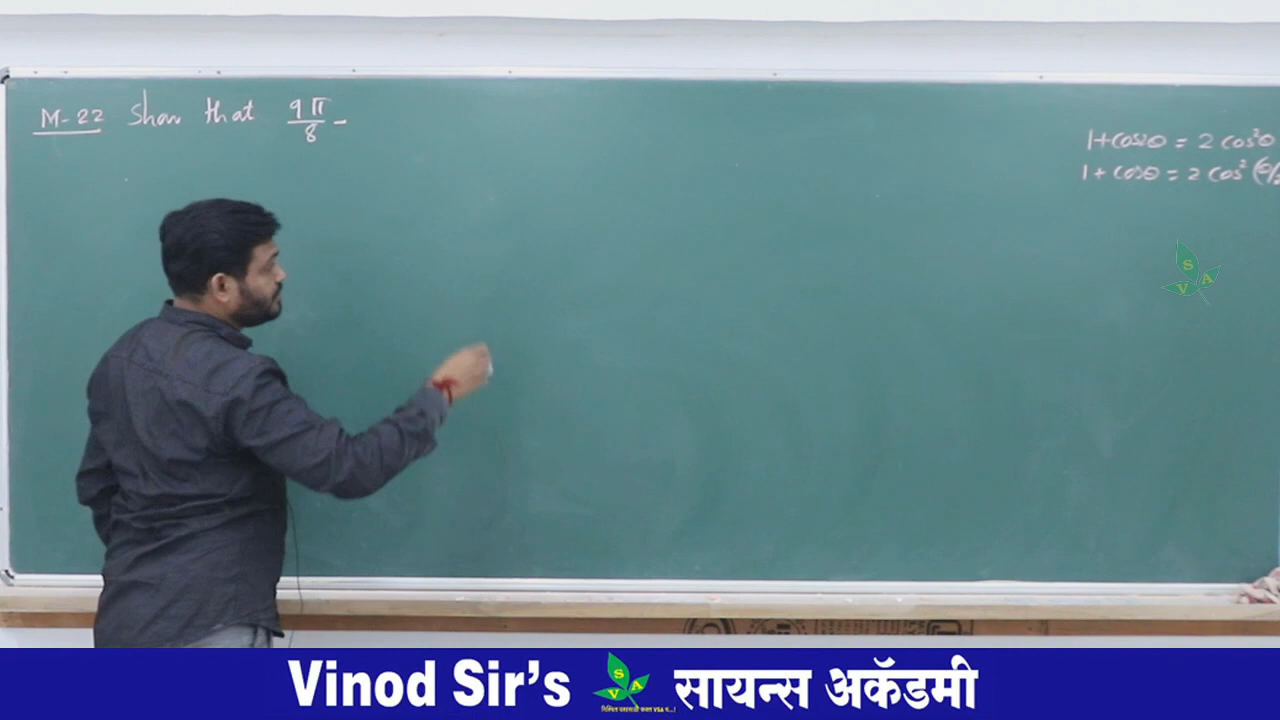 M-22 Show that 9π/8 -
1+cos2θ = 2 cos²θ
1+ cosθ = 2 cos² (θ/2
S
V A
Vinod Sir's SVA सायन्स अकॅडमी